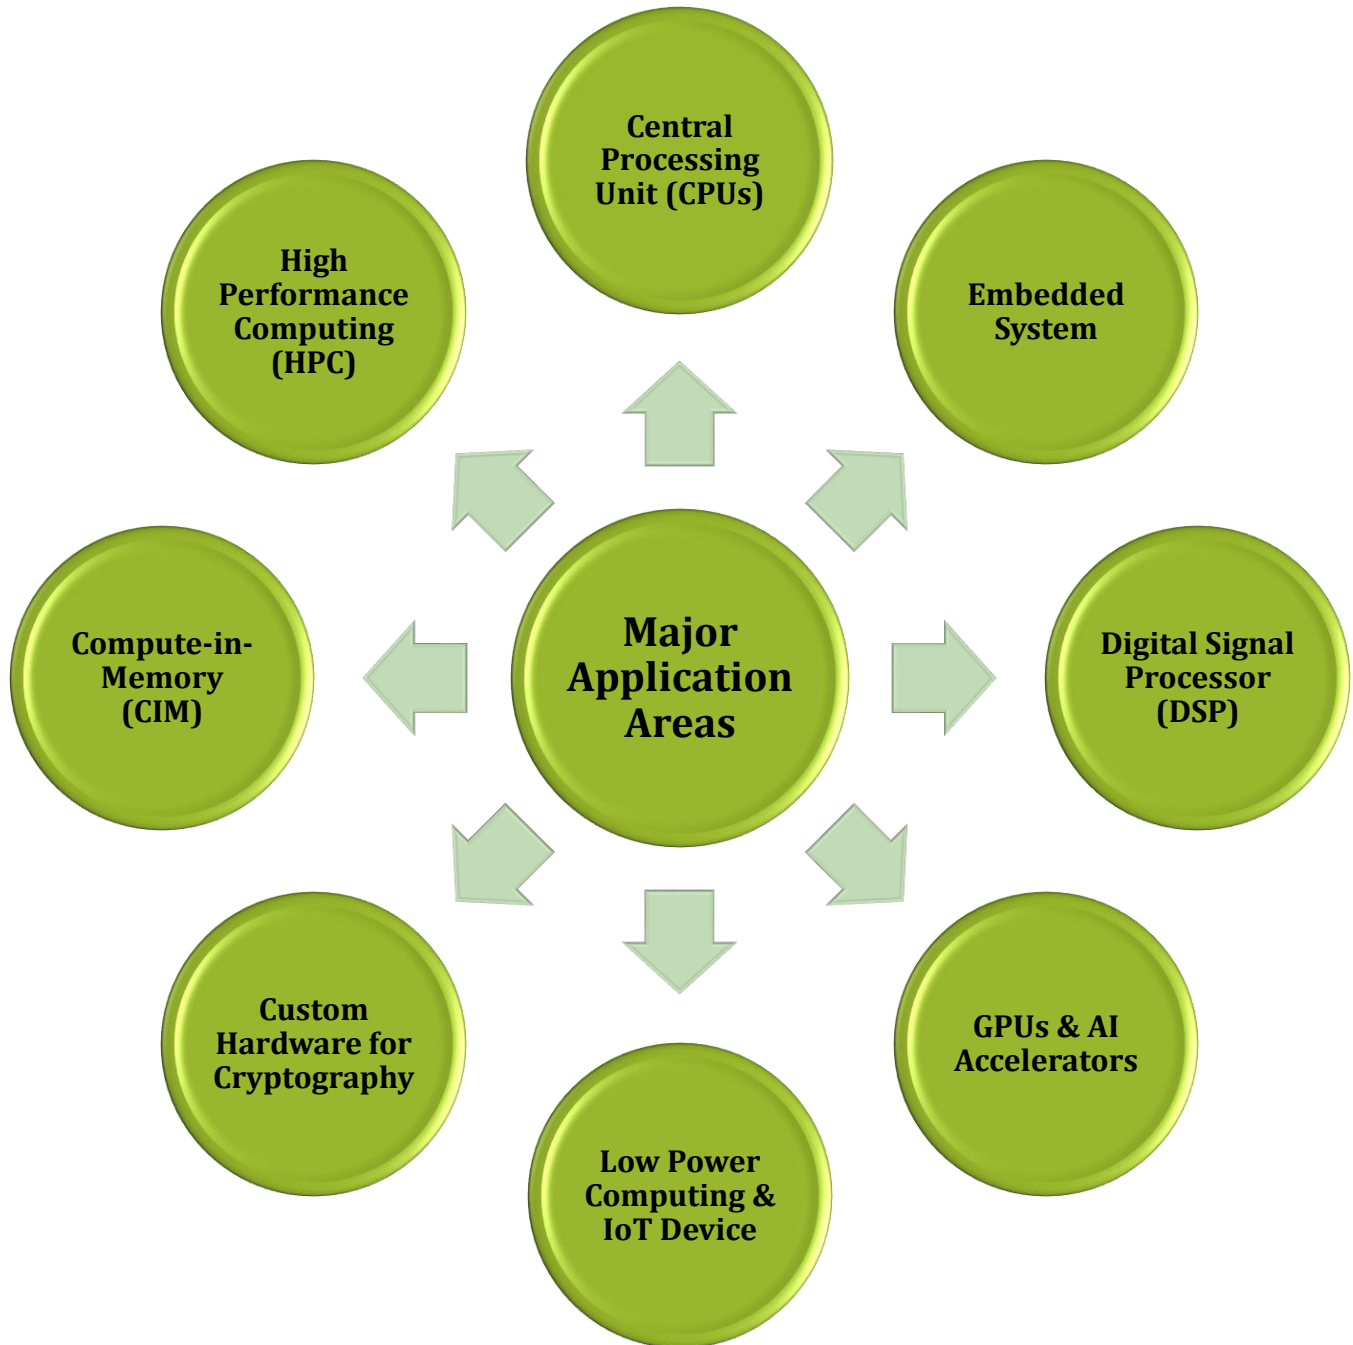 Central
Processing
Unit (CPUs)
Embedded
System
Digital Signal
Processor
(DSP)
GPUs & AI
Accelerators
Low Power
Computing &
IoT Device
Custom
Hardware for
Cryptography
Compute-in-
Memory
(CIM)
High
Performance
Computing
(HPC)
Major
Application
Areas